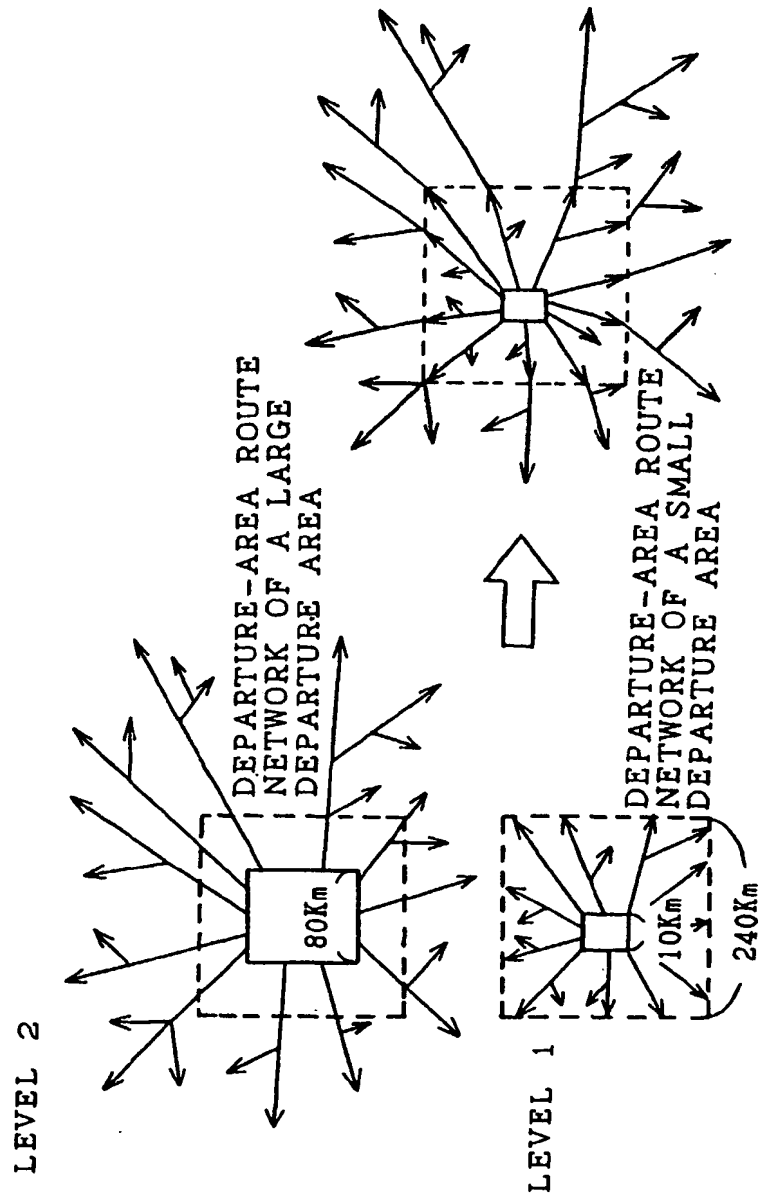 LEVEL 2
80Km
DEPARTURE-AREA ROUTE
NETWORK OF A LARGE
DEPARTURE AREA
LEVEL 1
10Km
240Km
DEPARTURE-AREA ROUTE
NETWORK OF A SMALL
DEPARTURE AREA